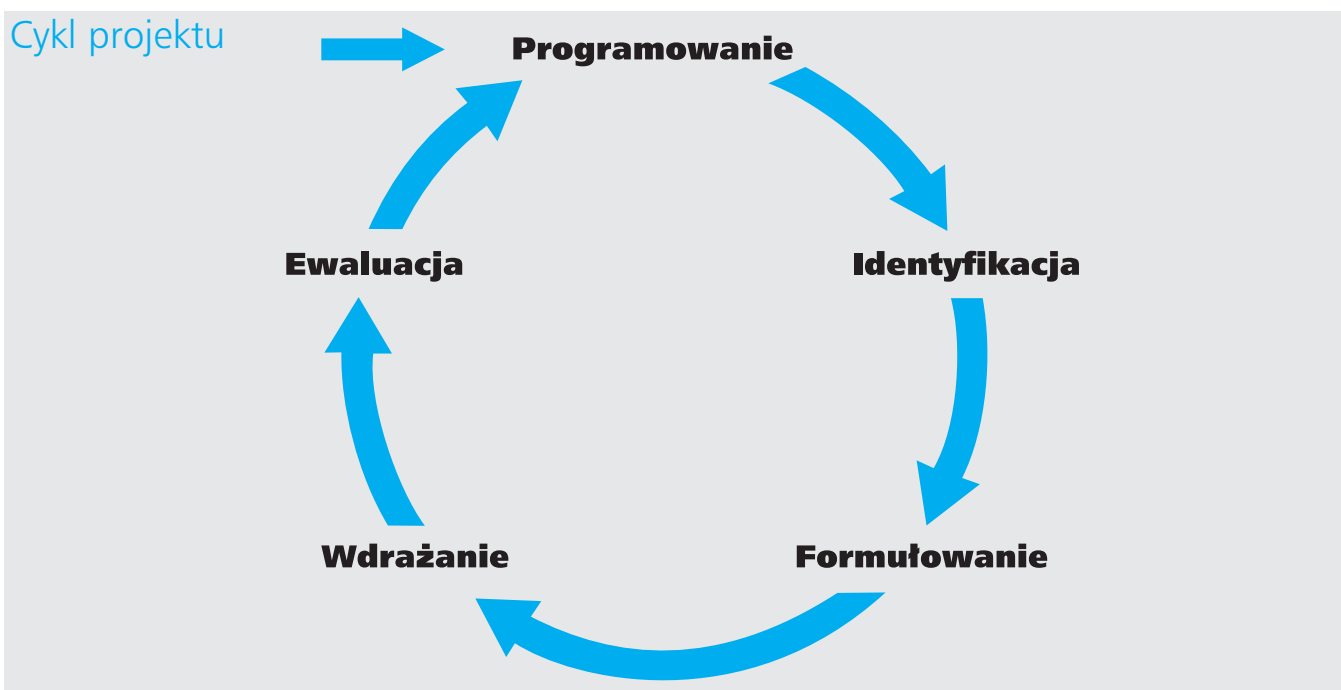 Cykl projektu
Programowanie
Ewaluacja
Identyfikacja
Wdrażanie
Formułowanie